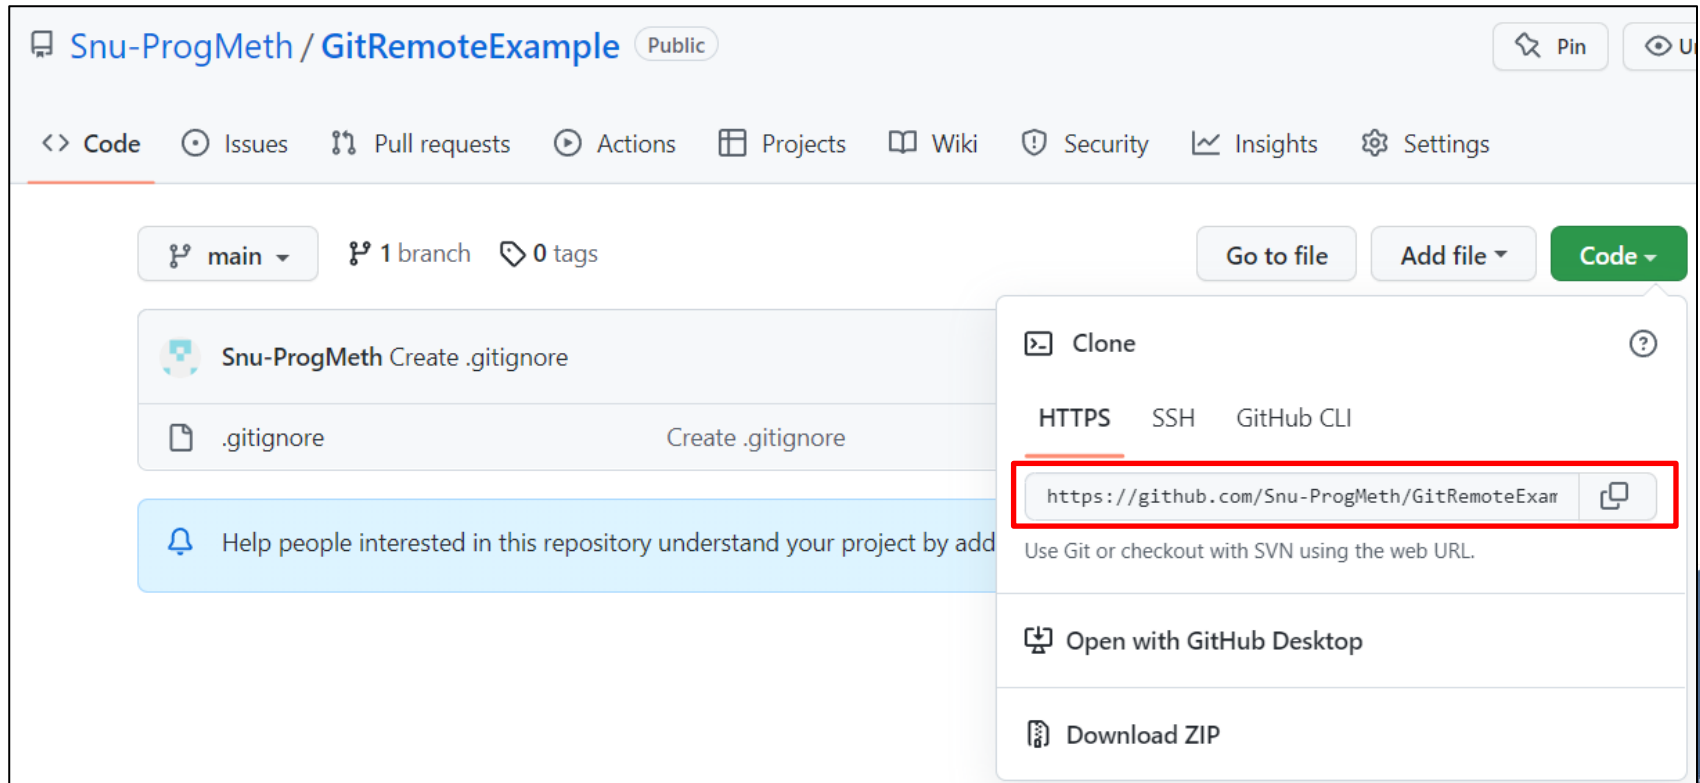 Snu-ProgMeth / GitRemoteExample Public Pin
<> Code Issues Pull requests Actions Projects Wiki Security Insights Settings
main 1 branch 0 tags Go to file Add file Code
Snu-ProgMeth Create .gitignore
.gitignore Create .gitignore
Help people interested in this repository understand your project by add
Clone
HTTPS SSH GitHub CLI
https://github.com/Snu-ProgMeth/GitRemoteExam
Use Git or checkout with SVN using the web URL.
Open with GitHub Desktop
Download ZIP